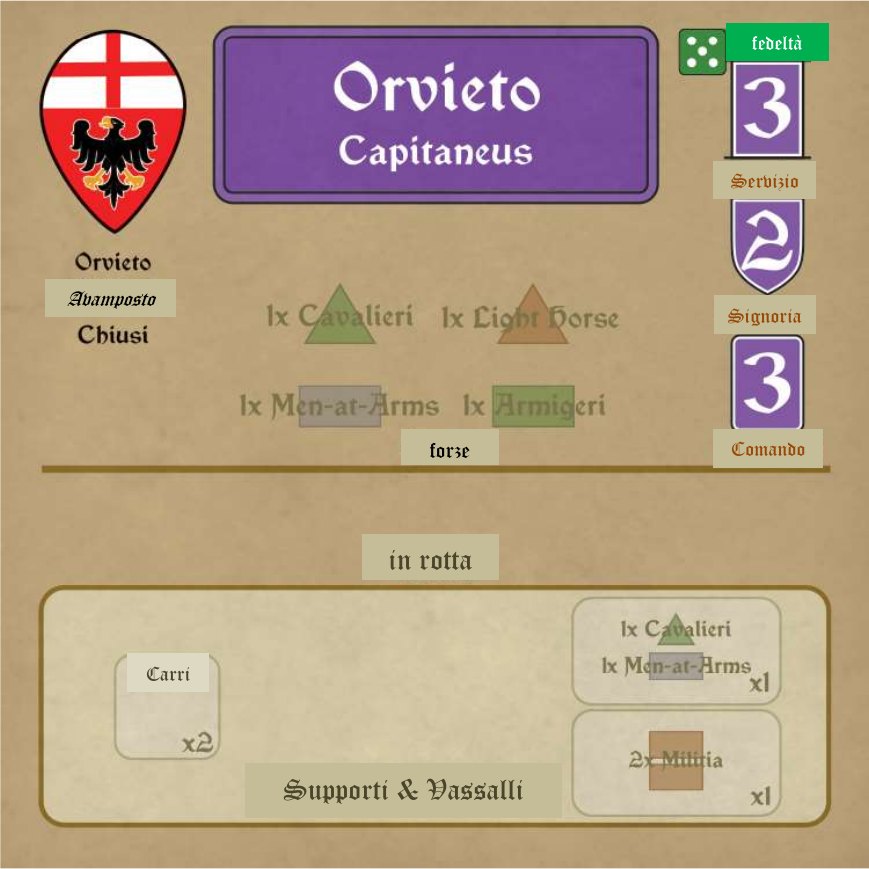 Orvieto
Capitaneus
fedeltà
3
Servizio
2
Signoria
3
Comando
Orvieto
Avamposto
Chiusi
1x Cavalieri
1x Light Horse
1x Men-at-Arms
1x Armigeri
forze
in rotta
Carri
x2
1x Cavalieri
1x Men-at-Arms
x1
2x Militia
x1
Supporti & Vassalli